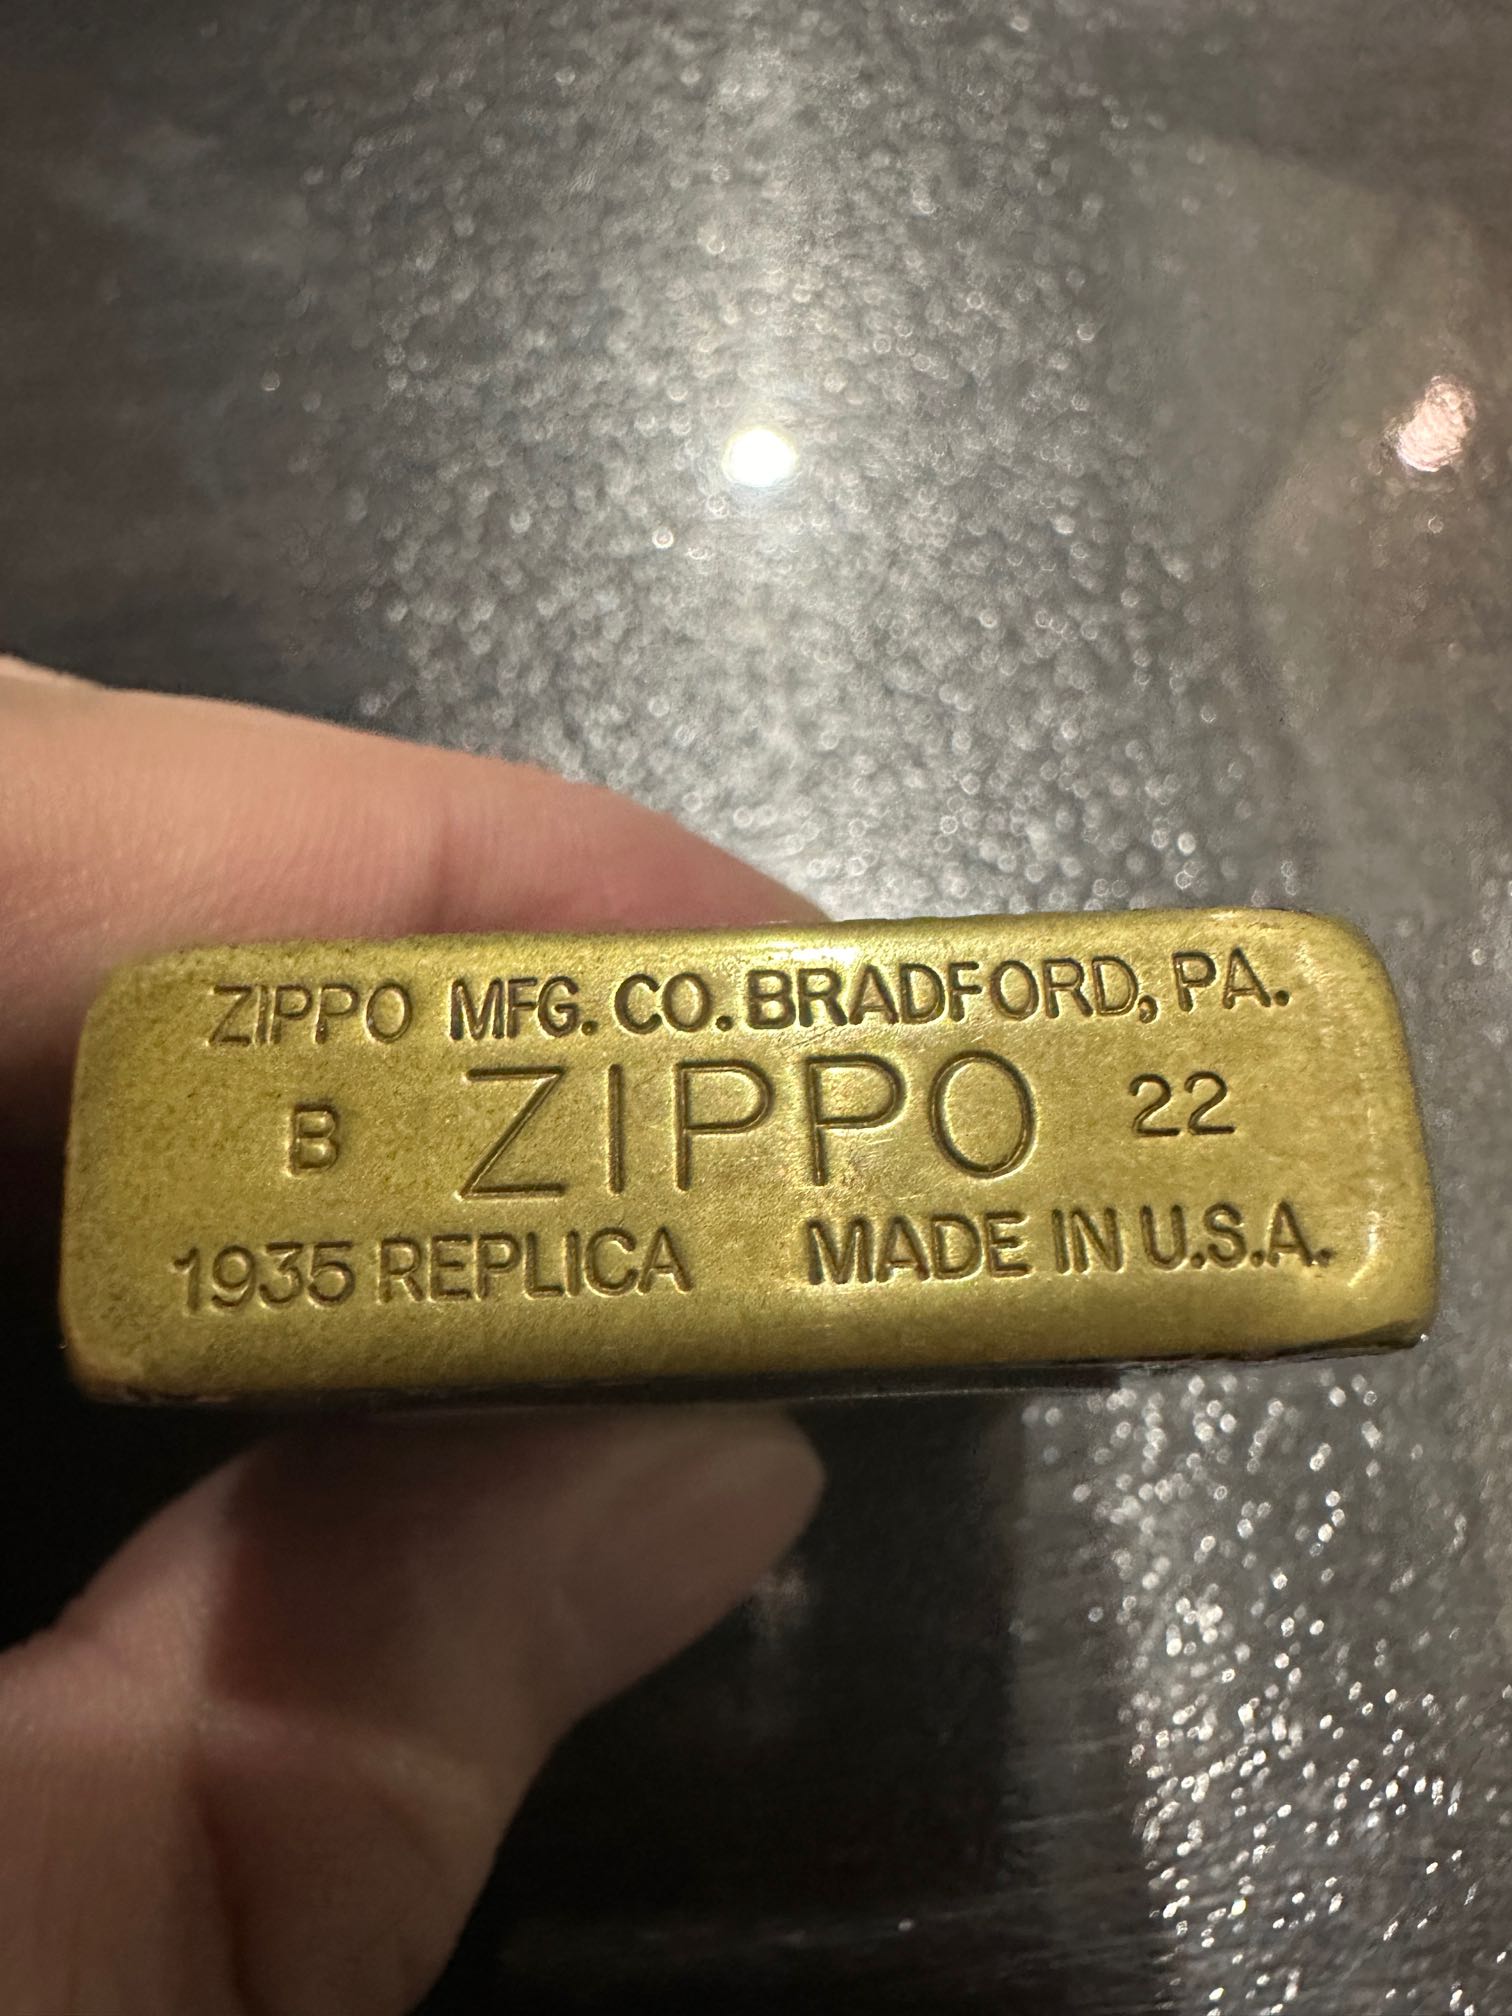 ZIPPO MFG. CO. BRADFORD, PA.
B ZIPPO 22
1935 REPLICA MADE IN U.S.A.